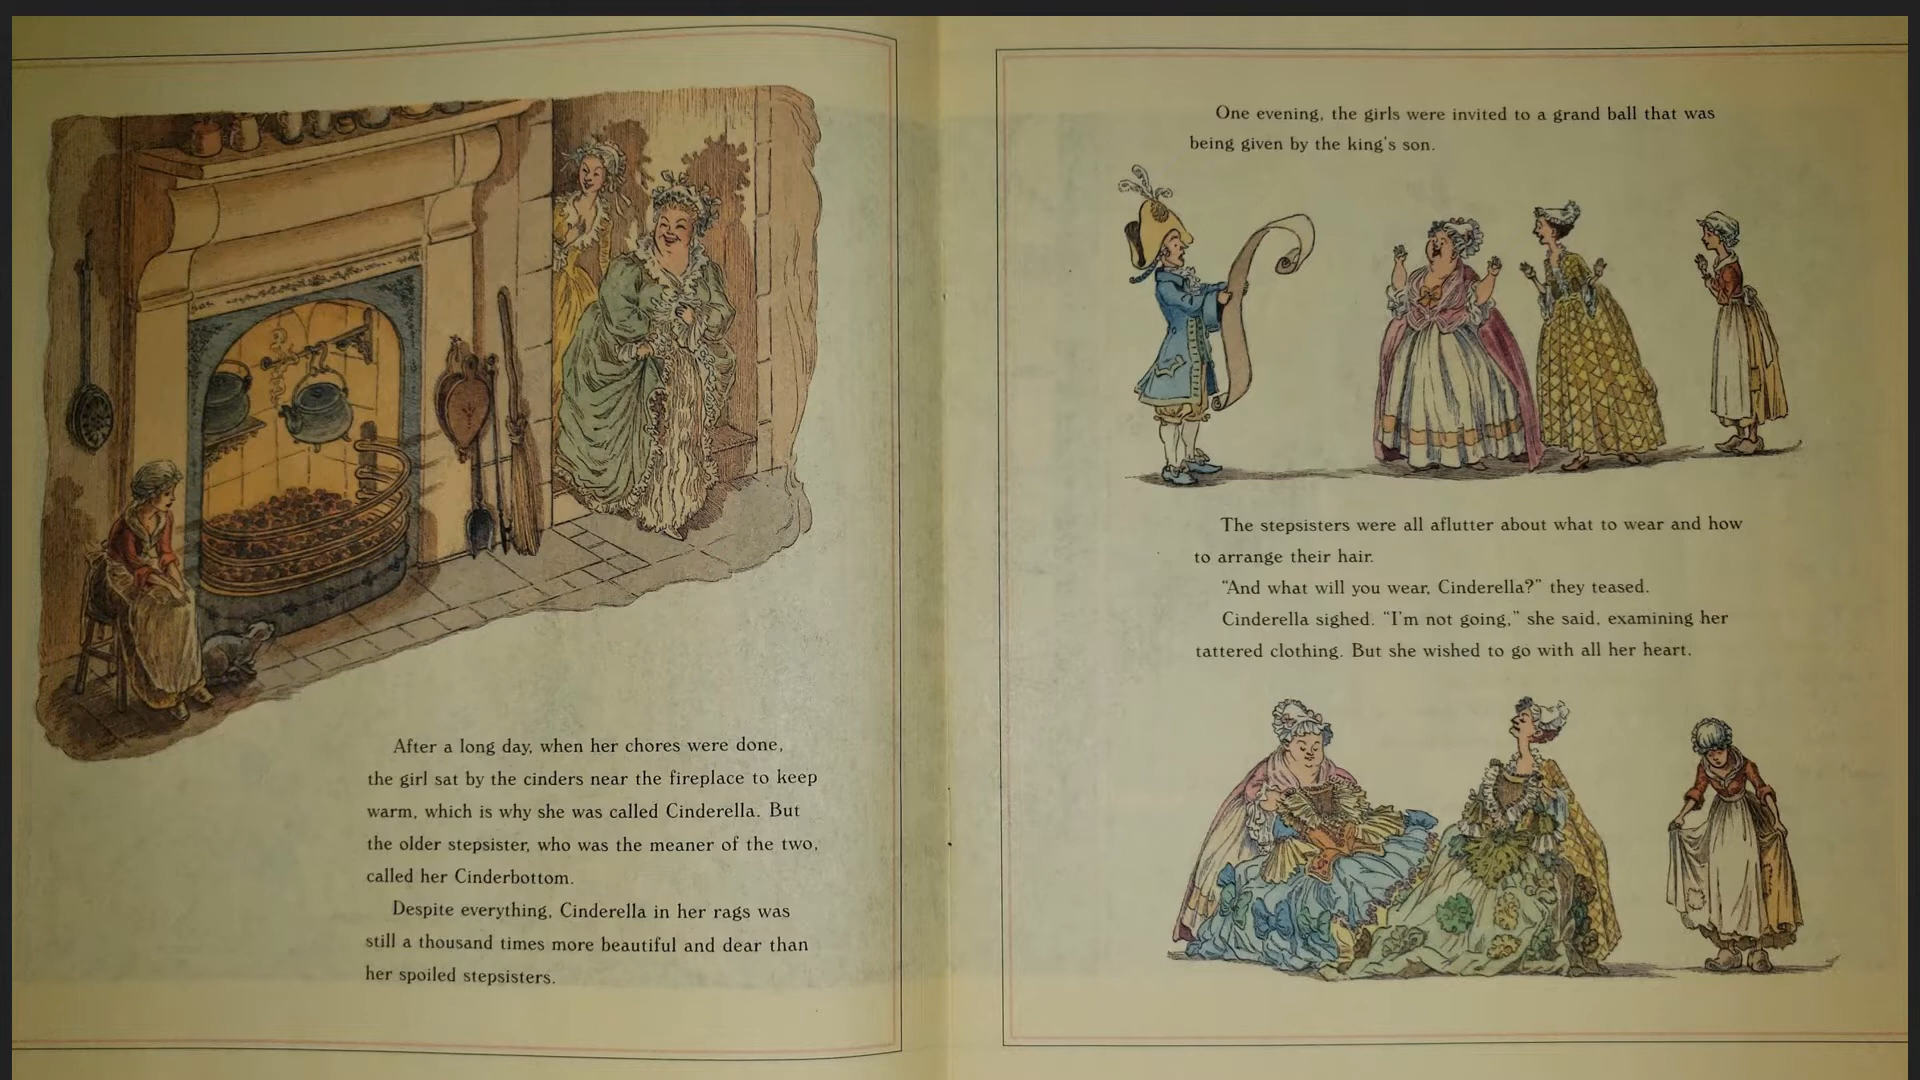 After a long day, when her chores were done,
the girl sat by the cinders near the fireplace to keep
warm, which is why she was called Cinderella. But
the older stepsister, who was the meaner of the two,
called her Cinderbottom.
Despite everything, Cinderella in her rags was
still a thousand times more beautiful and dear than
her spoiled stepsisters.
One evening, the girls were invited to a grand ball that was
being given by the king's son.
The stepsisters were all aflutter about what to wear and how
to arrange their hair.
“And what will you wear, Cinderella?” they teased.
Cinderella sighed. “I'm not going,” she said, examining her
tattered clothing. But she wished to go with all her heart.